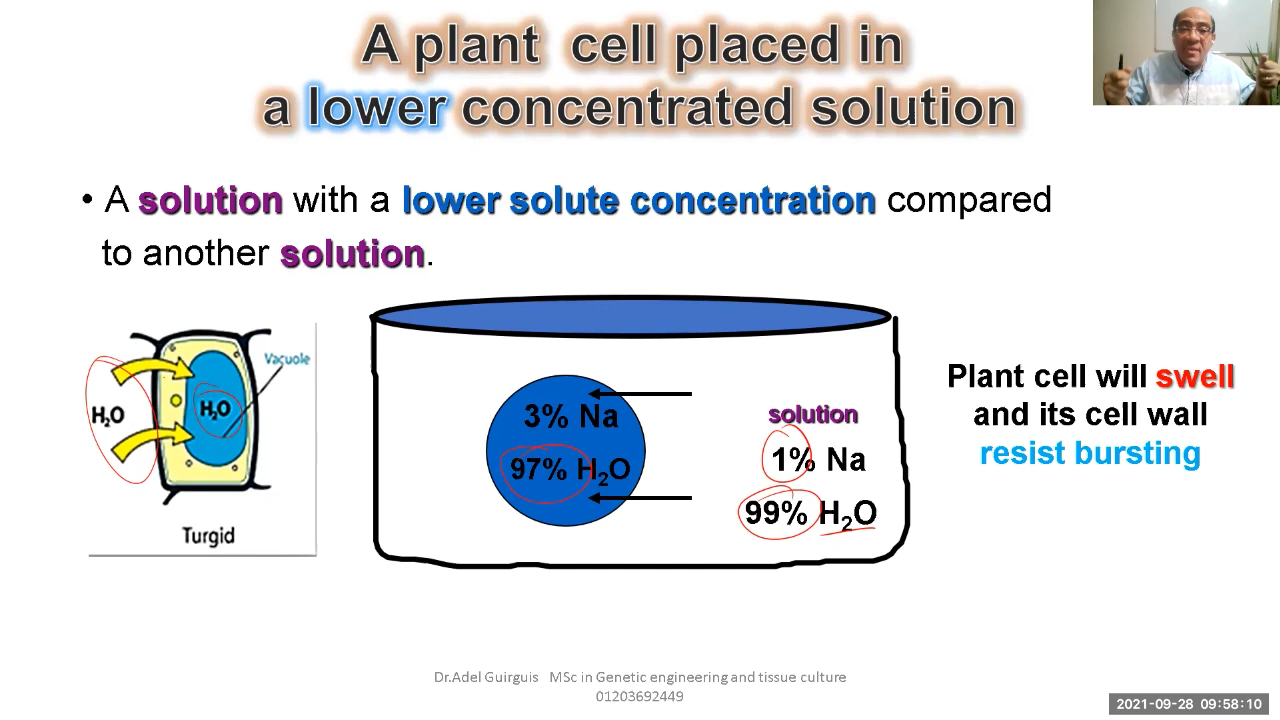 A plant cell placed in
a lower concentrated solution
• A solution with a lower solute concentration compared
to another solution.
Vacuole
H₂O
H₂O
Turgid
3% Na
97% H₂O
solution
1% Na
99% H₂O
Plant cell will swell
and its cell wall
resist bursting
Dr.Adel Guirguis MSc in Genetic engineering and tissue culture
01203692449
2021-09-28 09:58:10